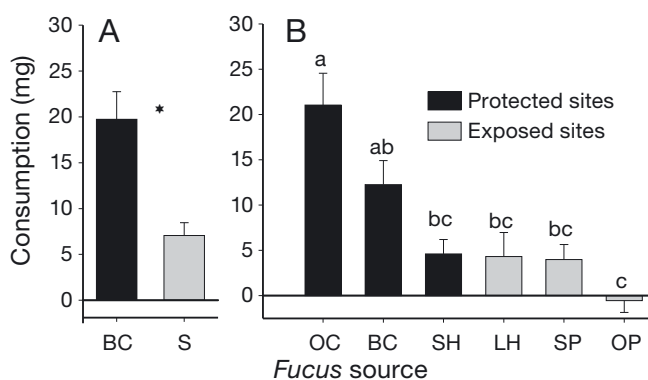 A
B
Consumption (mg)
30
25
20
15
10
5
0
*
BC
S
30
25
20
15
10
5
0
a
ab
bc
bc
bc
c
Protected sites
Exposed sites
OC BC SH LH SP OP
Fucus source